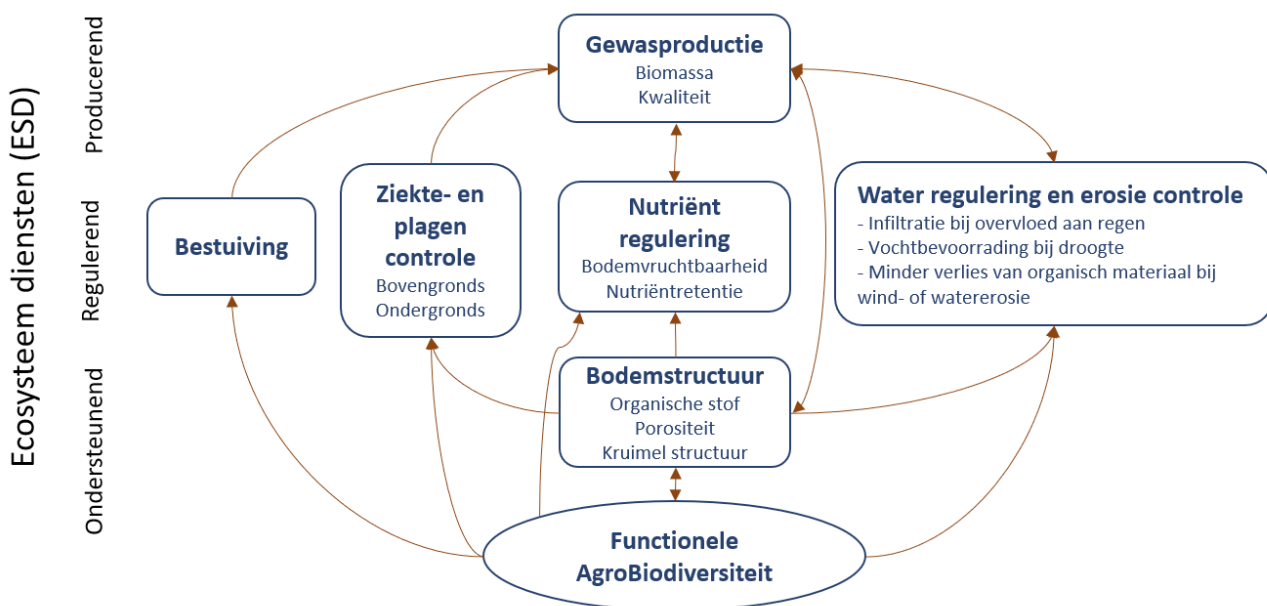 Ecosysteem diensten (ESD)
Producerend
Regulerend
Ondersteunend
Gewasproductie
Biomassa
Kwaliteit
Bestuiving
Ziekte- en
plagen
controle
Bovengronds
Ondergronds
Nutriënt
regulering
Bodemvruchtbaarheid
Nutriëntretentie
Water regulering en erosie controle
- Infiltratie bij overvloed aan regen
- Vochtbevoorrading bij droogte
- Minder verlies van organisch materiaal bij
wind- of watererosie
Bodemstructuur
Organische stof
Porositeit
Kruimel structuur
Functionele
AgroBiodiversiteit